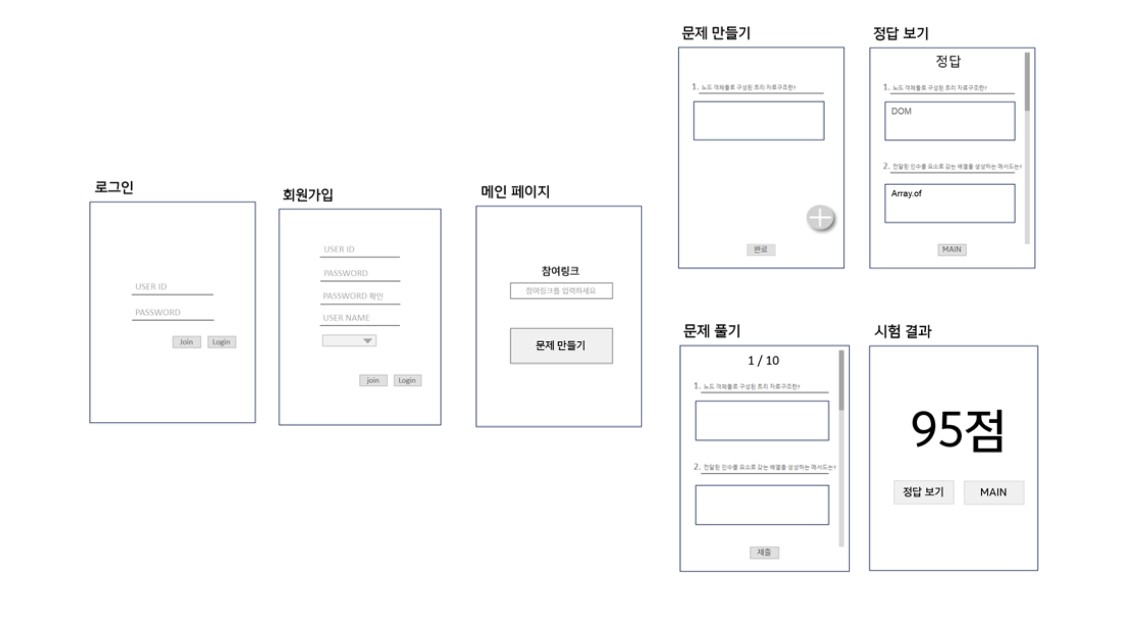 로그인
USER ID
PASSWORD
Join
Login
회원가입
USER ID
PASSWORD
PASSWORD 확인
USER NAME
join
Login
메인 페이지
참여링크
참여링크를 입력하세요
문제 만들기
문제 만들기
1. 노드 객체들로 구성된 트리 자료구조란?
완료
정답 보기
정답
1. 노드 객체들로 구성된 트리 자료구조란?
DOM
2. 전달된 인수를 요소로 갖는 배열을 생성하는 메서드는?
Array.of
MAIN
문제 풀기
1 / 10
1. 노드 객체들로 구성된 트리 자료구조란?
2. 전달된 인수를 요소로 갖는 배열을 생성하는 메서드는?
제출
시험 결과
95점
정답 보기
MAIN